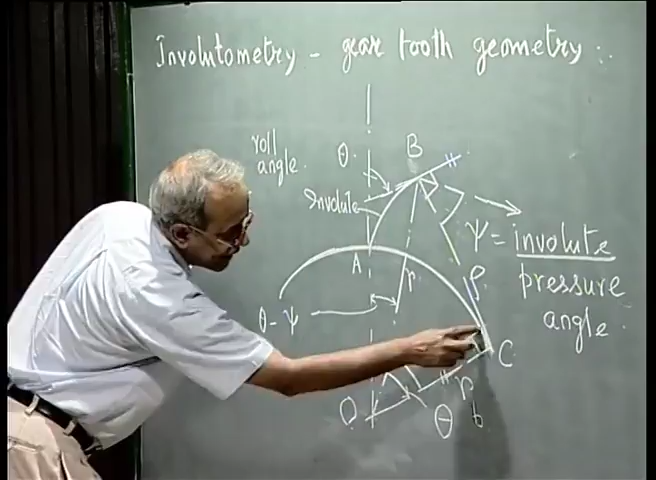 Involutometry - gear tooth geometry :.
roll
angle.
θ.
B
Involute
ψ = involute
pressure
angle.
A
r
ρ
θ-ψ
C
O
θ
r
b